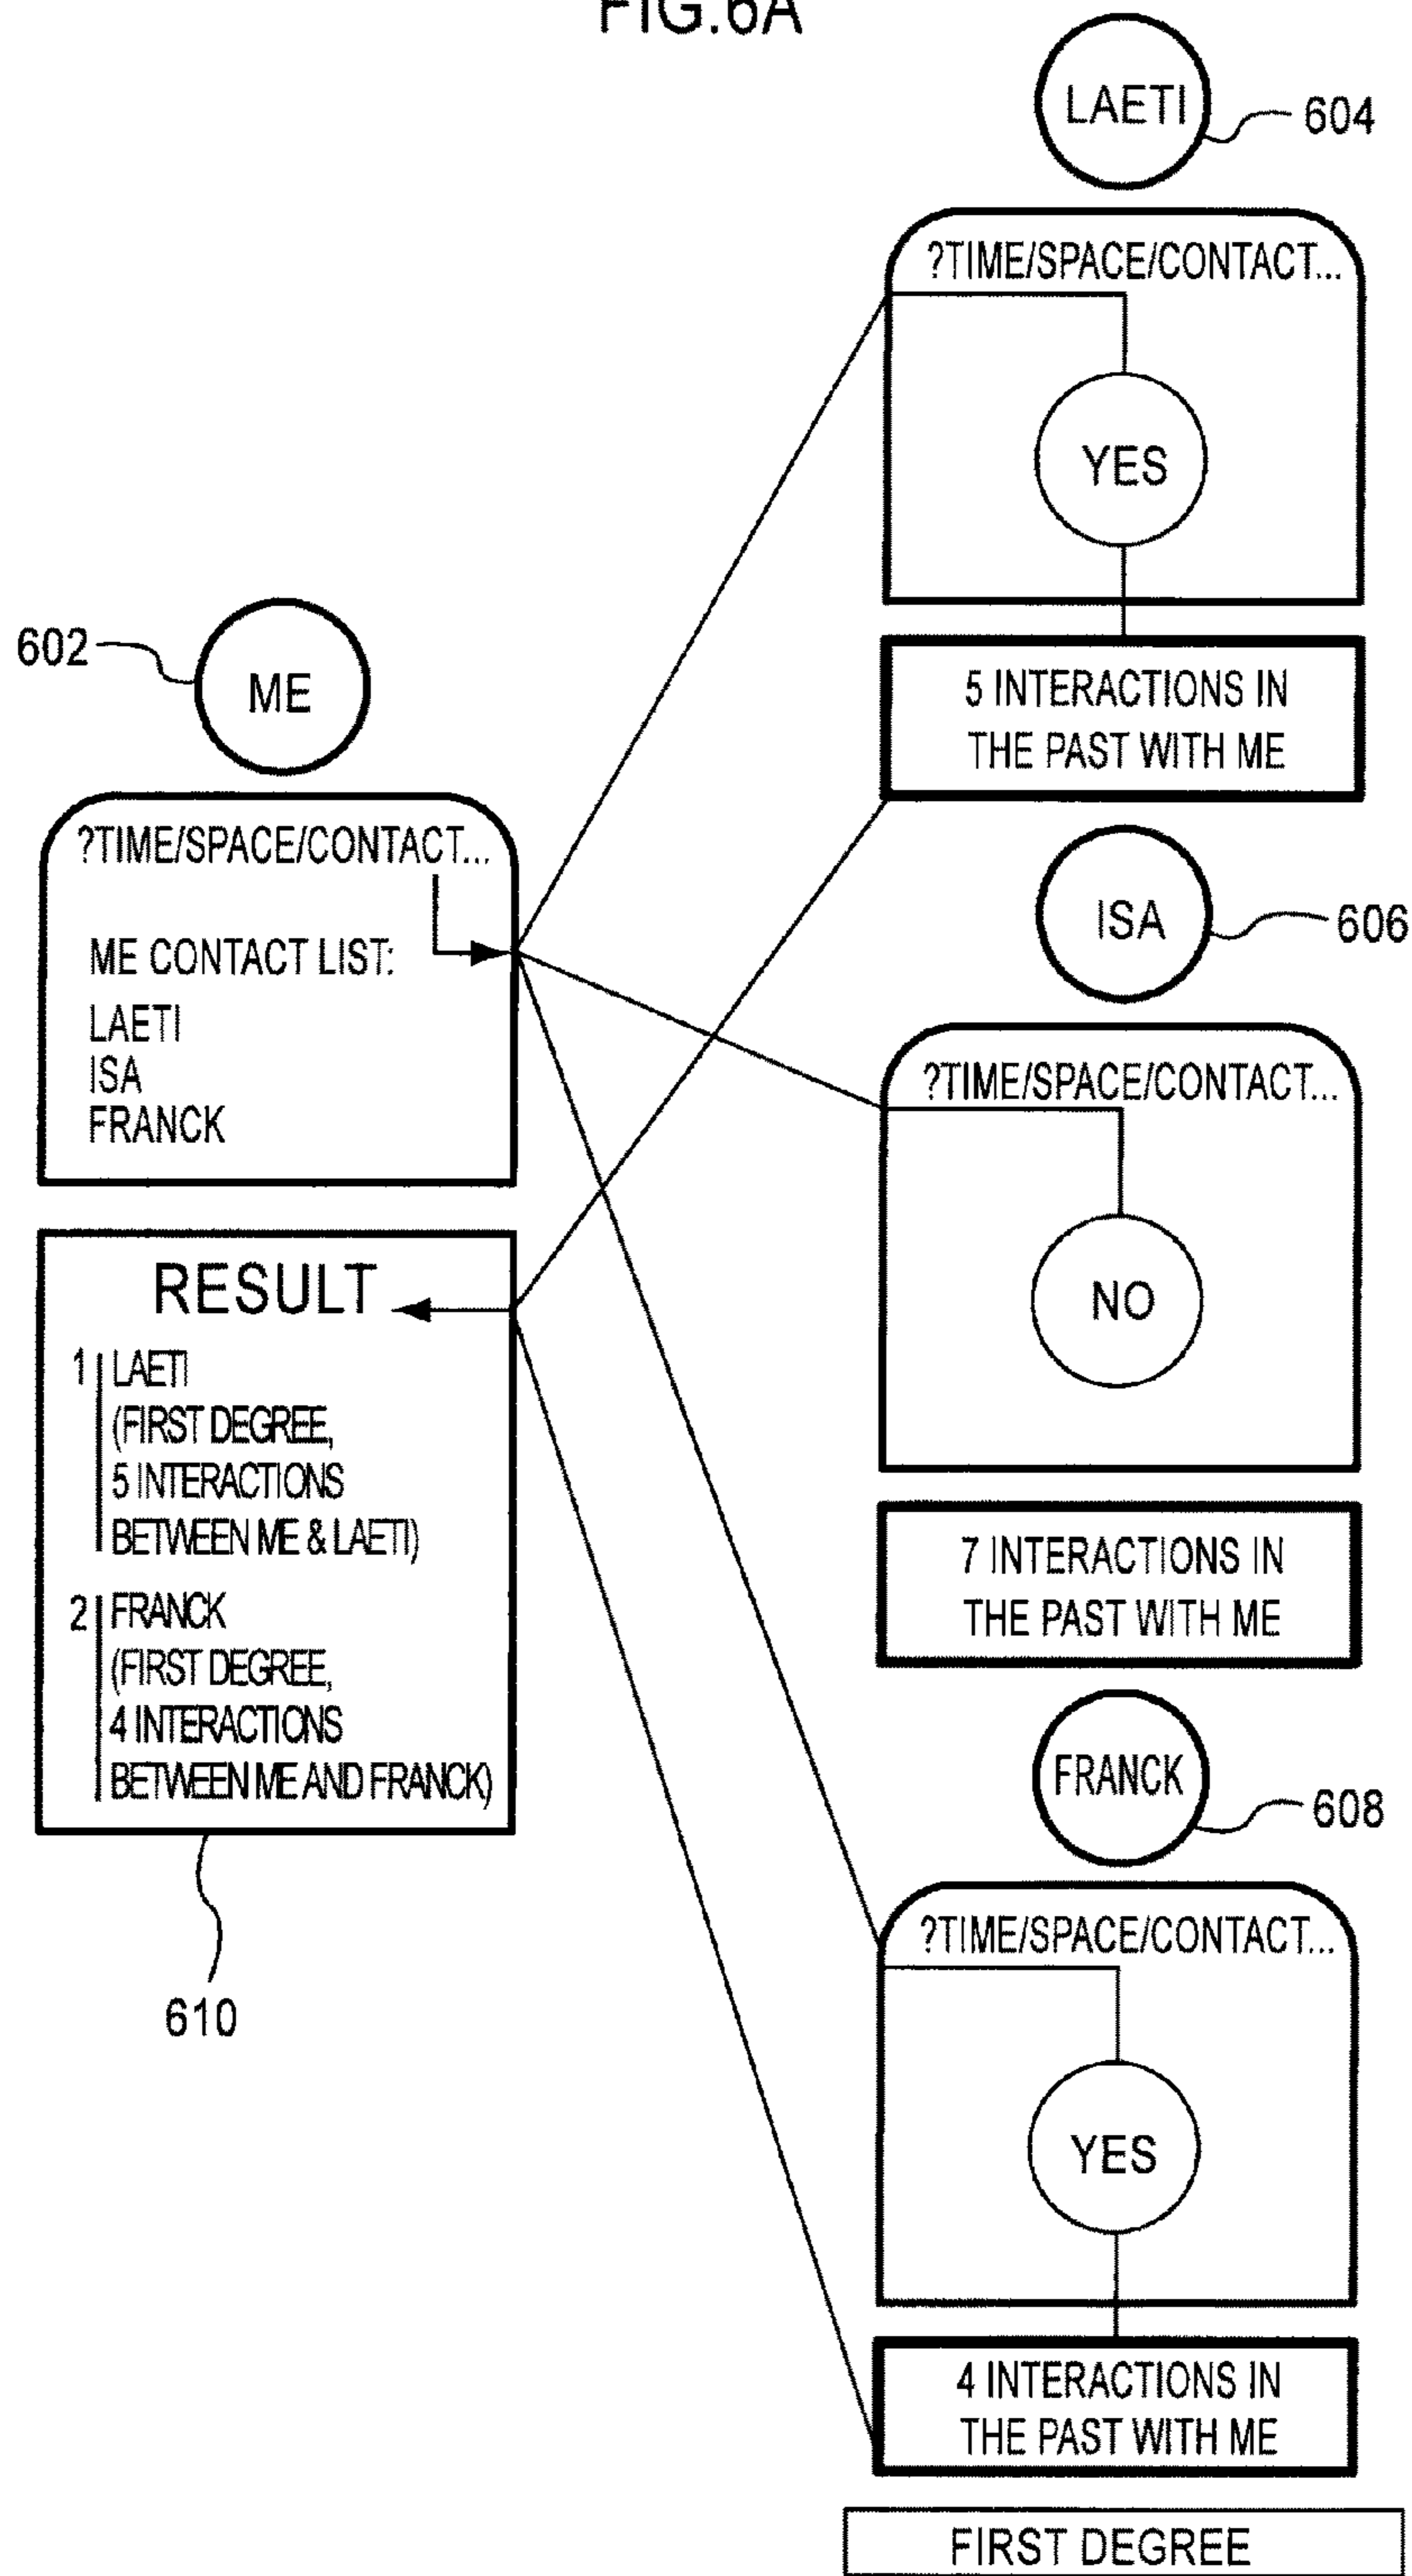 FIG.6A
LAETI
604
?TIME/SPACE/CONTACT...
YES
5 INTERACTIONS IN
THE PAST WITH ME
602
ME
?TIME/SPACE/CONTACT...
ME CONTACT LIST:
LAETI
ISA
FRANCK
ISA
606
?TIME/SPACE/CONTACT...
NO
7 INTERACTIONS IN
THE PAST WITH ME
RESULT
1 LAETI
(FIRST DEGREE,
5 INTERACTIONS
BETWEEN ME & LAETI)
2 FRANCK
(FIRST DEGREE,
4 INTERACTIONS
BETWEEN ME AND FRANCK)
610
FRANCK
608
?TIME/SPACE/CONTACT...
YES
4 INTERACTIONS IN
THE PAST WITH ME
FIRST DEGREE